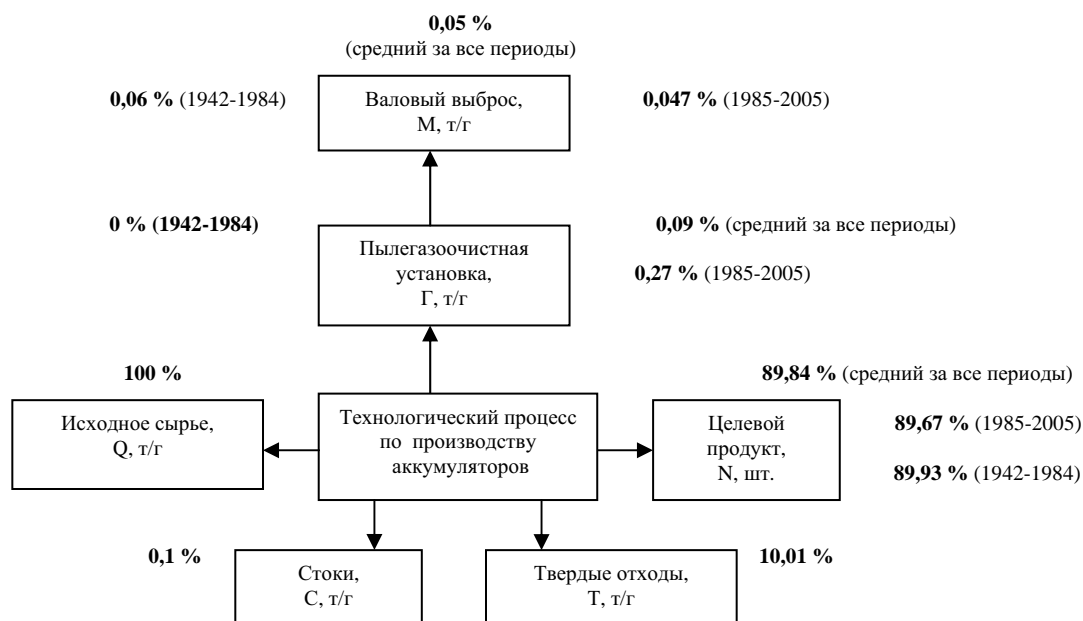 0,05 %
(средний за все периоды)
0,06 % (1942-1984)
Валовый выброс,
М, т/г
0,047 % (1985-2005)
0 % (1942-1984)
Пылегазоочистная
установка,
Г, т/г
0,09 % (средний за все периоды)
0,27 % (1985-2005)
100 %
Исходное сырье,
Q, т/г
Технологический процесс
по производству
аккумуляторов
89,84 % (средний за все периоды)
Целевой
продукт,
N, шт.
89,67 % (1985-2005)
89,93 % (1942-1984)
0,1 %
Стоки,
С, т/г
Твердые отходы,
Т, т/г
10,01 %